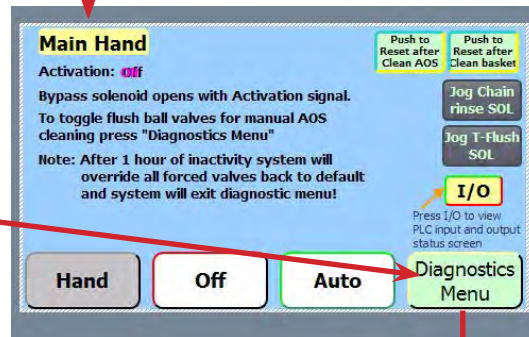 Main Hand
Push to
Reset after
Clean AOS
Push to
Reset after
Clean basket
Activation: Off
Bypass solenoid opens with Activation signal.
To toggle flush ball valves for manual AOS
cleaning press "Diagnostics Menu"
Note: After 1 hour of inactivity system will
override all forced valves back to default
and system will exit diagnostic menu!
Jog Chain
rinse SOL
Jog T-Flush
SOL
I/O
Press I/O to view
PLC input and output
status screen
Hand
Off
Auto
Diagnostics
Menu